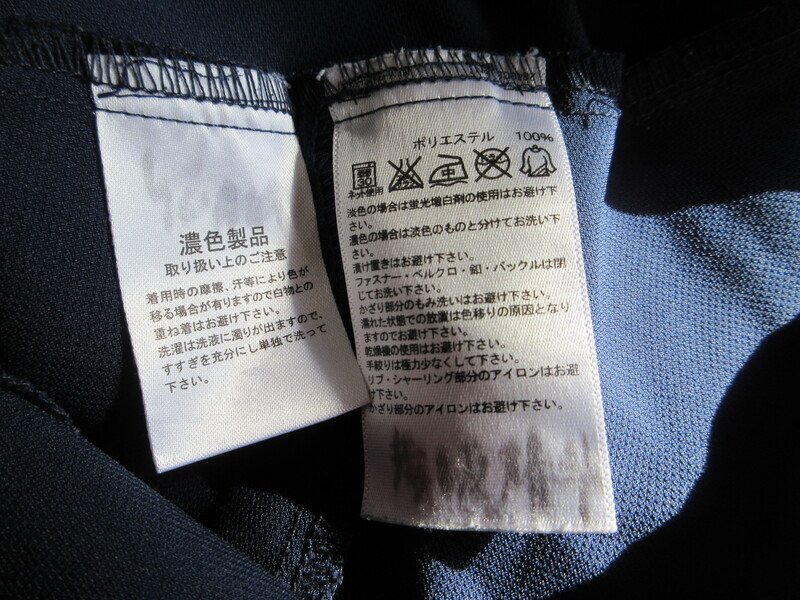 濃色製品
取り扱い上のご注意
着用時の摩擦、汗等により色が
移る場合が有りますので白物との
重ね着はお避け下さい。
洗濯は洗液に濁りが出ますので、
すすぎを充分にし単独で洗って
下さい。
ポリエステル 100%
30
ネット使用
中
淡色の場合は蛍光増白剤の使用はお避け下
さい。
濃色の場合は淡色のものと分けてお洗い下
さい。
漬け置きはお避け下さい。
ファスナー・ベルクロ・釦・バックルは閉
じてお洗い下さい。
かざり部分のもみ洗いはお避け下さい。
濡れた状態での放置は色移りの原因となり
ますのでお避け下さい。
乾燥機の使用はお避け下さい。
手絞りは極力少なくして下さい。
リブ・シャーリング部分のアイロンはお避
け下さい。
かざり部分のアイロンはお避け下さい。